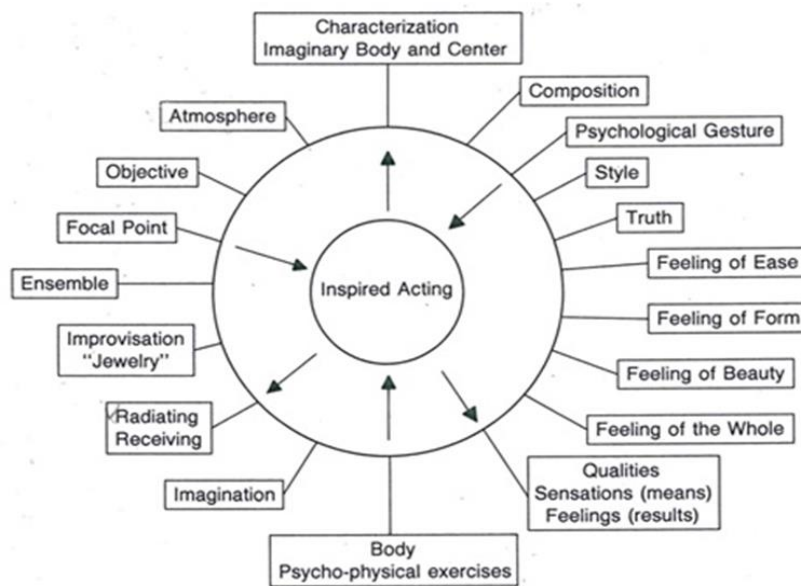 Characterization
Imaginary Body and Center
Composition
Atmosphere
Psychological Gesture
Objective
Style
Focal Point
Truth
Feeling of Ease
Ensemble
Inspired Acting
Feeling of Form
Improvisation
"Jewelry"
Feeling of Beauty
Radiating
Receiving
Feeling of the Whole
Qualities
Sensations (means)
Feelings (results)
Imagination
Body
Psycho-physical exercises